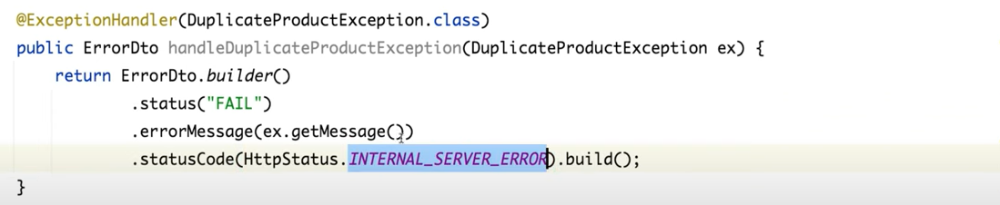 @ExceptionHandler(DuplicateProductException.class)
public ErrorDto handleDuplicateProductException(DuplicateProductException ex) {
return ErrorDto.builder()
.status("FAIL")
.errorMessage(ex.getMessage())
.statusCode(HttpStatus.INTERNAL_SERVER_ERROR).build();
}